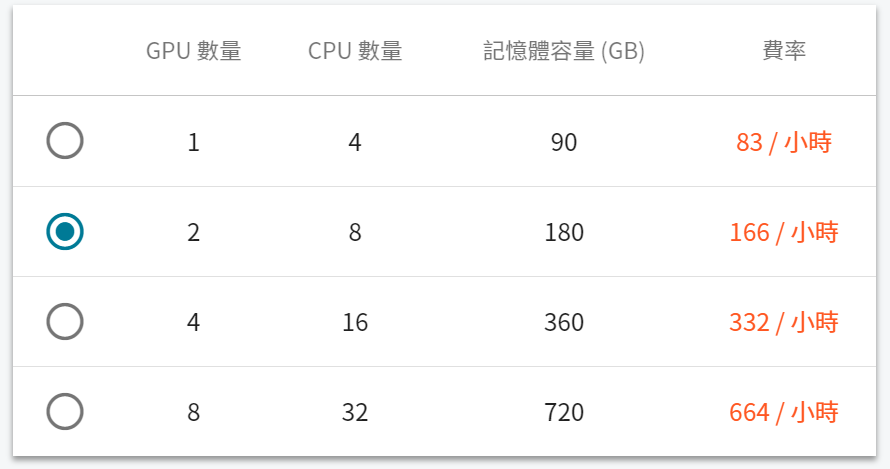 GPU 數量 CPU 數量 記憶體容量 (GB) 費率
1 4 90 83 / 小時
2 8 180 166 / 小時
4 16 360 332 / 小時
8 32 720 664 / 小時